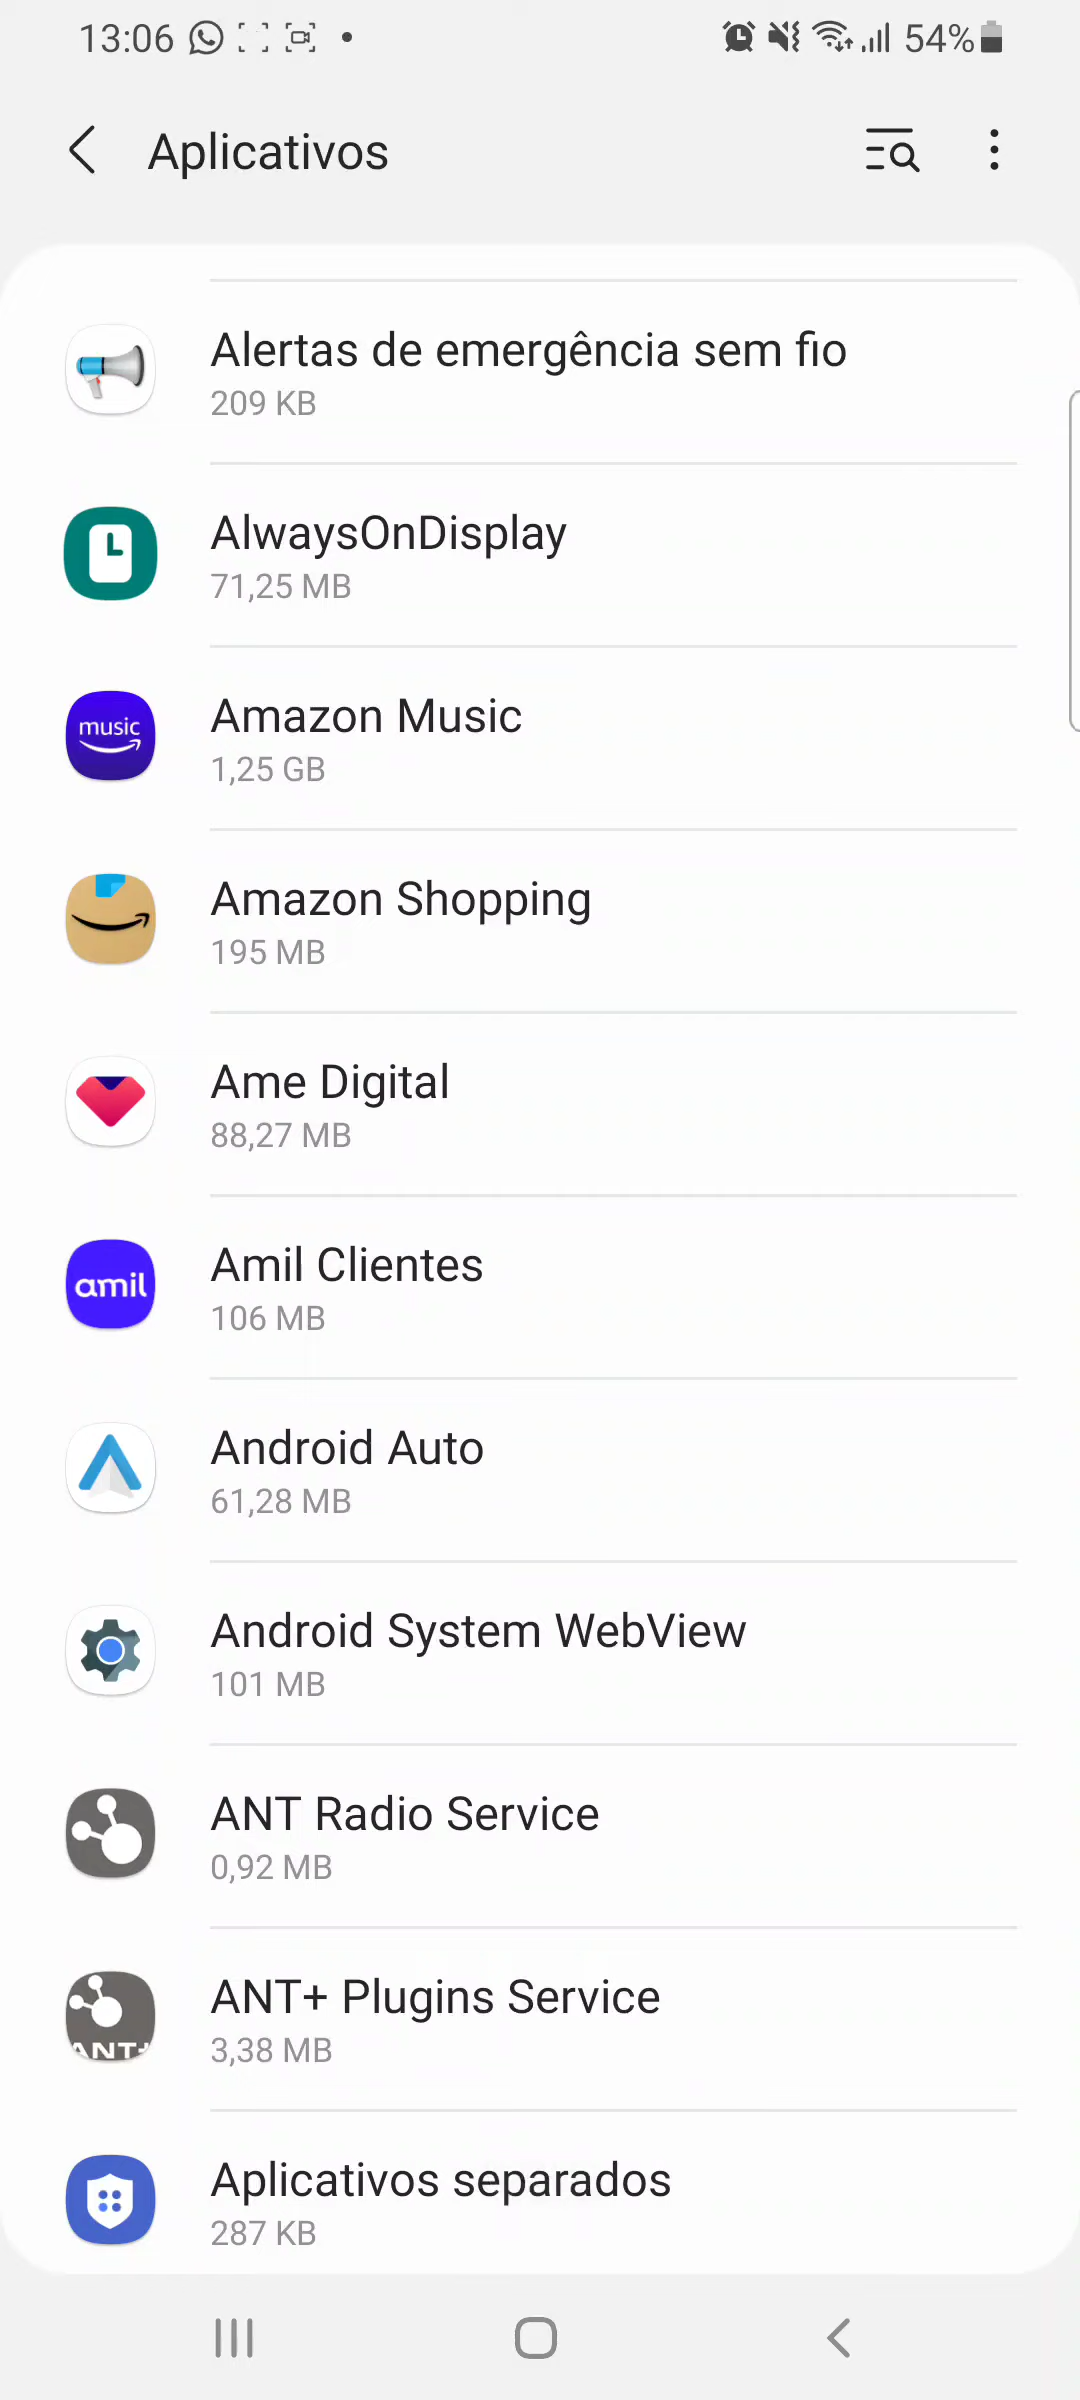 13:06 54%
Aplicativos
Alertas de emergência sem fio
209 KB
AlwaysOnDisplay
71,25 MB
music
Amazon Music
1,25 GB
Amazon Shopping
195 MB
Ame Digital
88,27 MB
amil
Amil Clientes
106 MB
Android Auto
61,28 MB
Android System WebView
101 MB
ANT Radio Service
0,92 MB
ANT+
ANT+ Plugins Service
3,38 MB
Aplicativos separados
287 KB